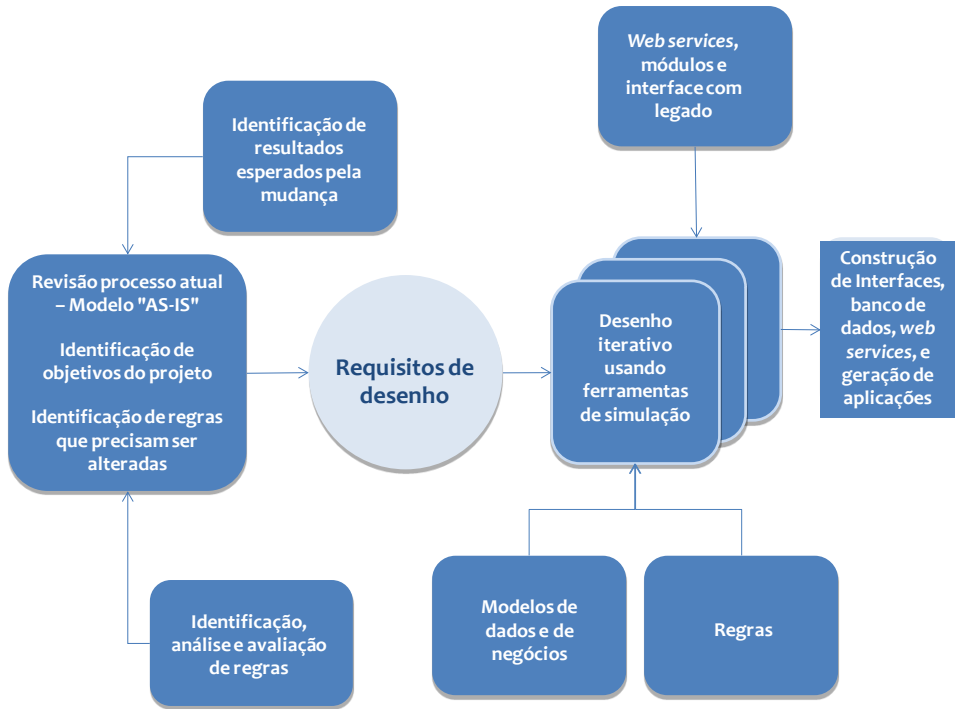 Web services,
módulos e
interface com
legado
Identificação de
resultados
esperados pela
mudança
Revisão processo atual
– Modelo "AS-IS"
Identificação de
objetivos do projeto
Identificação de regras
que precisam ser
alteradas
Requisitos de
desenho
Desenho
iterativo
usando
ferramentas
de simulação
Construção
de Interfaces,
banco de
dados, web
services, e
geração de
aplicações
Identificação,
análise e avaliação
de regras
Modelos de
dados e de
negócios
Regras